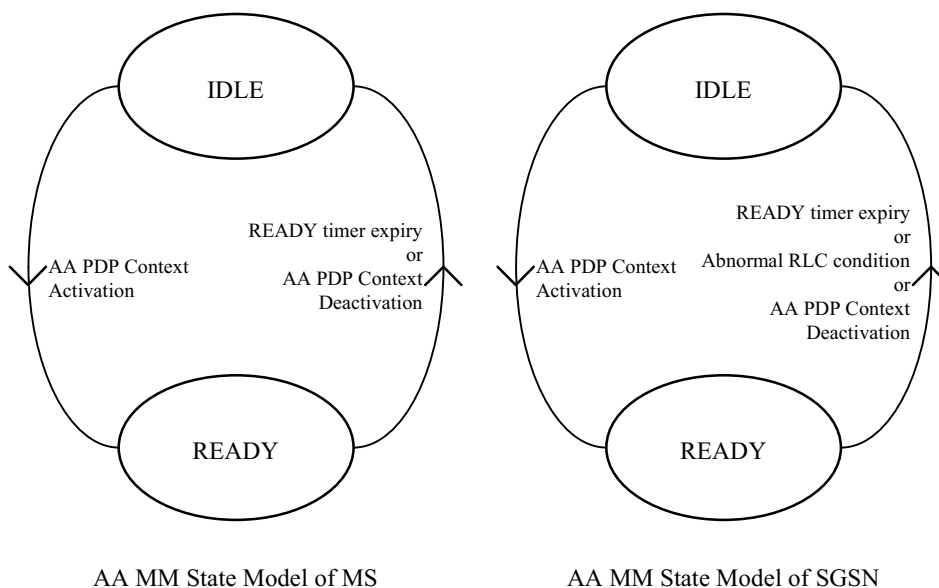 IDLE
AA PDP Context
Activation
READY timer expiry
or
AA PDP Context
Deactivation
READY
AA MM State Model of MS
IDLE
AA PDP Context
Activation
READY timer expiry
or
Abnormal RLC condition
or
AA PDP Context
Deactivation
READY
AA MM State Model of SGSN